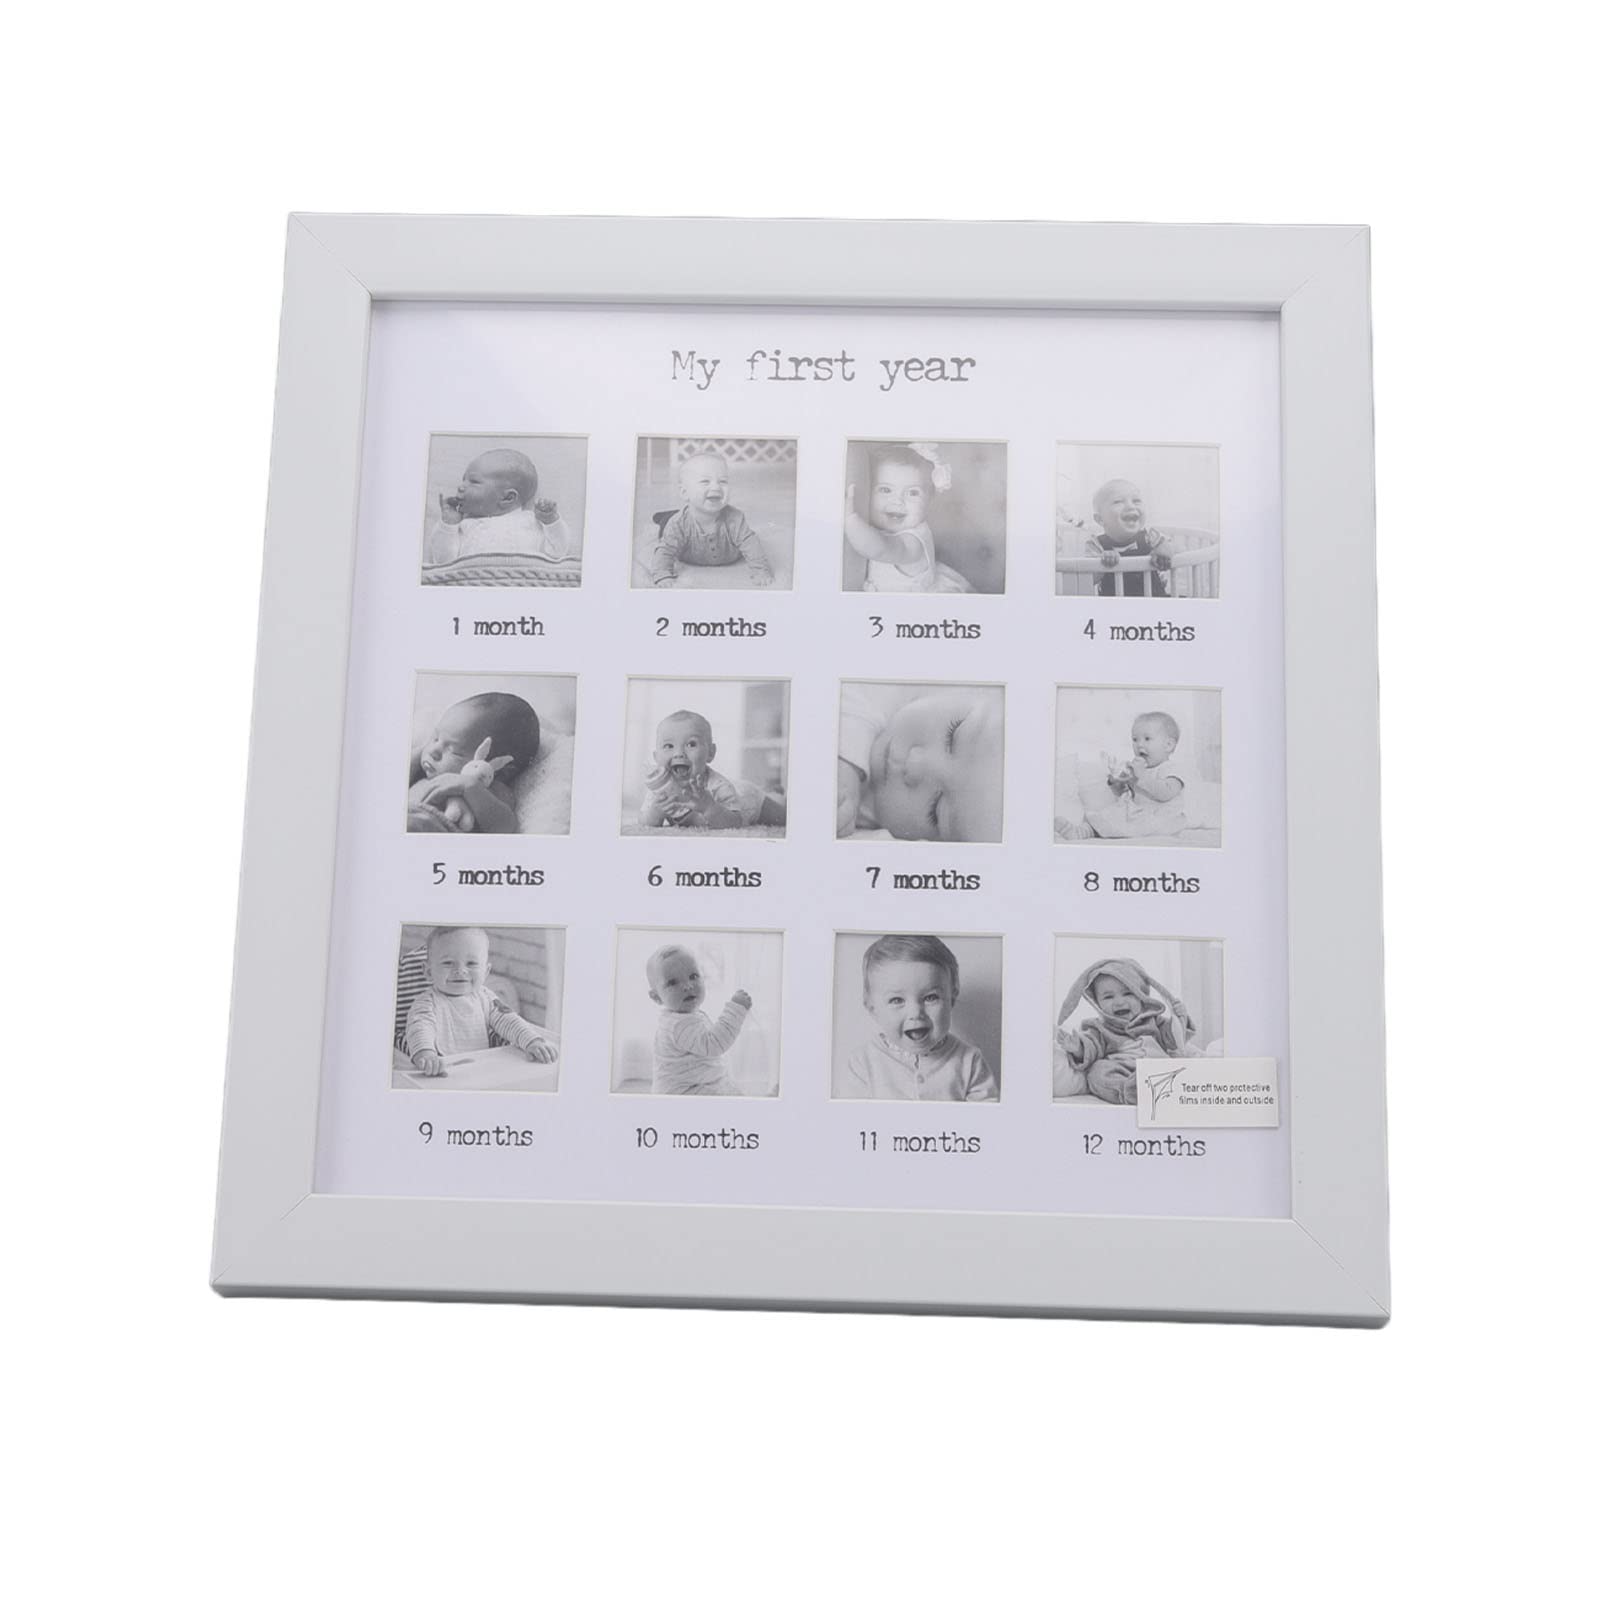 My first year
1 month
2 months
3 months
4 months
5 months
6 months
7 months
8 months
9 months
10 months
11 months
12 months
Tear off two protective
films inside and outside